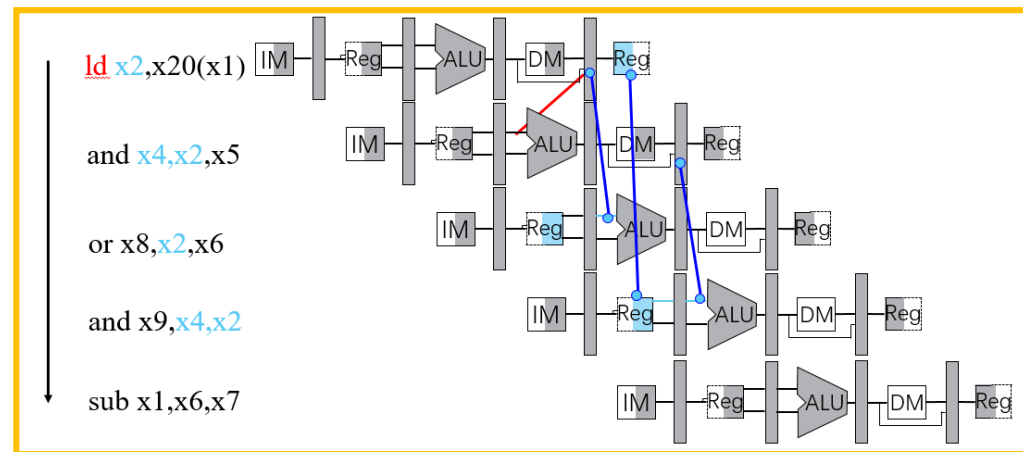 ld x2,x20(x1) IM Reg ALU DM Reg
and x4,x2,x5 IM Reg ALU DM Reg
or x8,x2,x6 IM Reg ALU DM Reg
and x9,x4,x2 IM Reg ALU DM Reg
sub x1,x6,x7 IM Reg ALU DM Reg